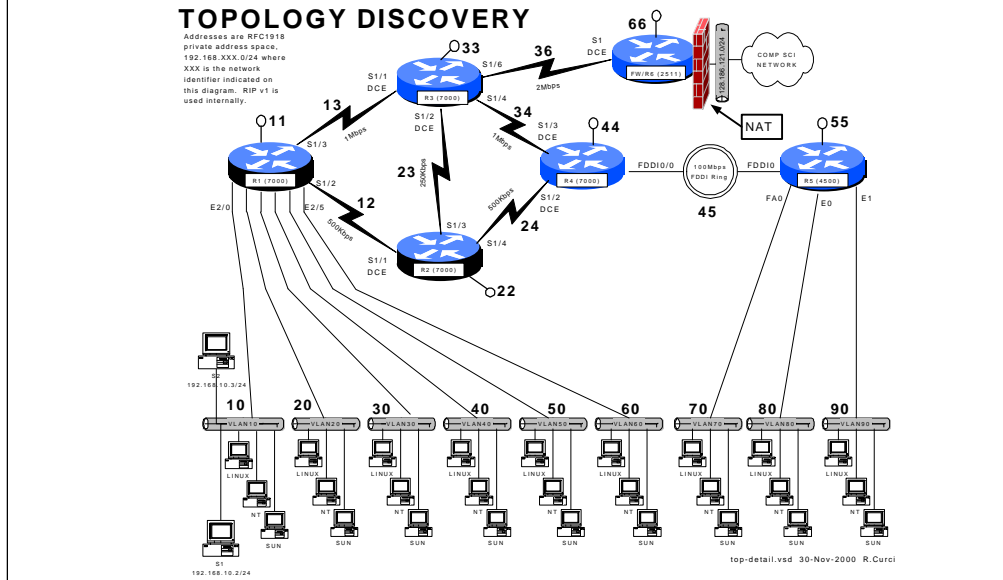 TOPOLOGY DISCOVERY
Addresses are RFC1918
private address space,
192.168.XXX.0/24 where
XXX is the network
identifier indicated on
this diagram. RIP v1 is
used internally.
33
36
66
S1
DCE
FW/R6 (2511)
128.186.121.0/24
COMP SCI
NETWORK
NAT
S1/1
DCE
S1/6
R3 (7000)
S1/4
2Mbps
13
1Mbps
S1/2
DCE
34
1Mbps
S1/3
DCE
44
55
11
S1/3
R1 (7000)
S1/2
23
250Kbps
R4 (7000)
FDDI0/0
100Mbps
FDDI Ring
FDDI0
45
R5 (4500)
E2/0
E2/5
12
500Kbps
500Kbps
24
S1/2
DCE
FA0
E0
E1
S1/3
S1/4
S1/1
DCE
R2 (7000)
22
S2
192.168.10.3/24
10
20
30
40
50
60
70
80
90
VLAN10
VLAN20
VLAN30
VLAN40
VLAN50
VLAN60
VLAN70
VLAN80
VLAN90
LINUX
LINUX
LINUX
LINUX
LINUX
LINUX
LINUX
LINUX
LINUX
NT
NT
NT
NT
NT
NT
NT
NT
NT
SUN
SUN
SUN
SUN
SUN
SUN
SUN
SUN
SUN
S1
192.168.10.2/24
top-detail.vsd 30-Nov-2000 R.Curci